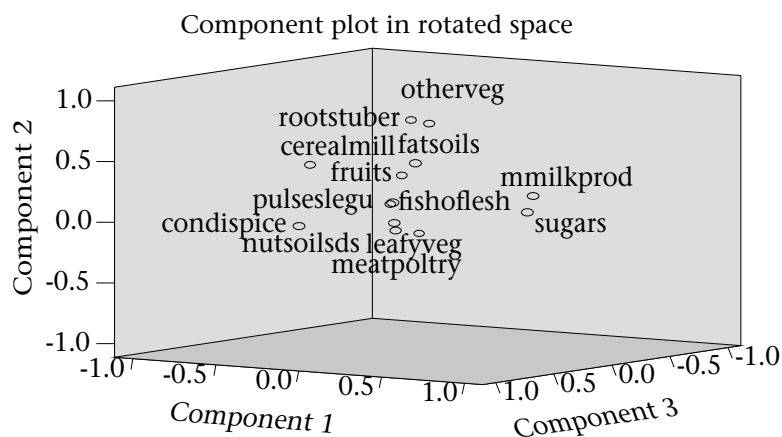 Component plot in rotated space
otherveg
1.0
rootstuber
cerealmill fatsoils
0.5
fruits
mmilkprod
pulseslegu fishoflesh
Component 2
0.0
condispice
sugars
nutsoilsds leafyveg
meatpoltry
-0.5
-1.0
-1.0 -0.5 0.0 0.5 1.0
1.0 0.5 0.0 -0.5 -1.0
Component 1
Component 3